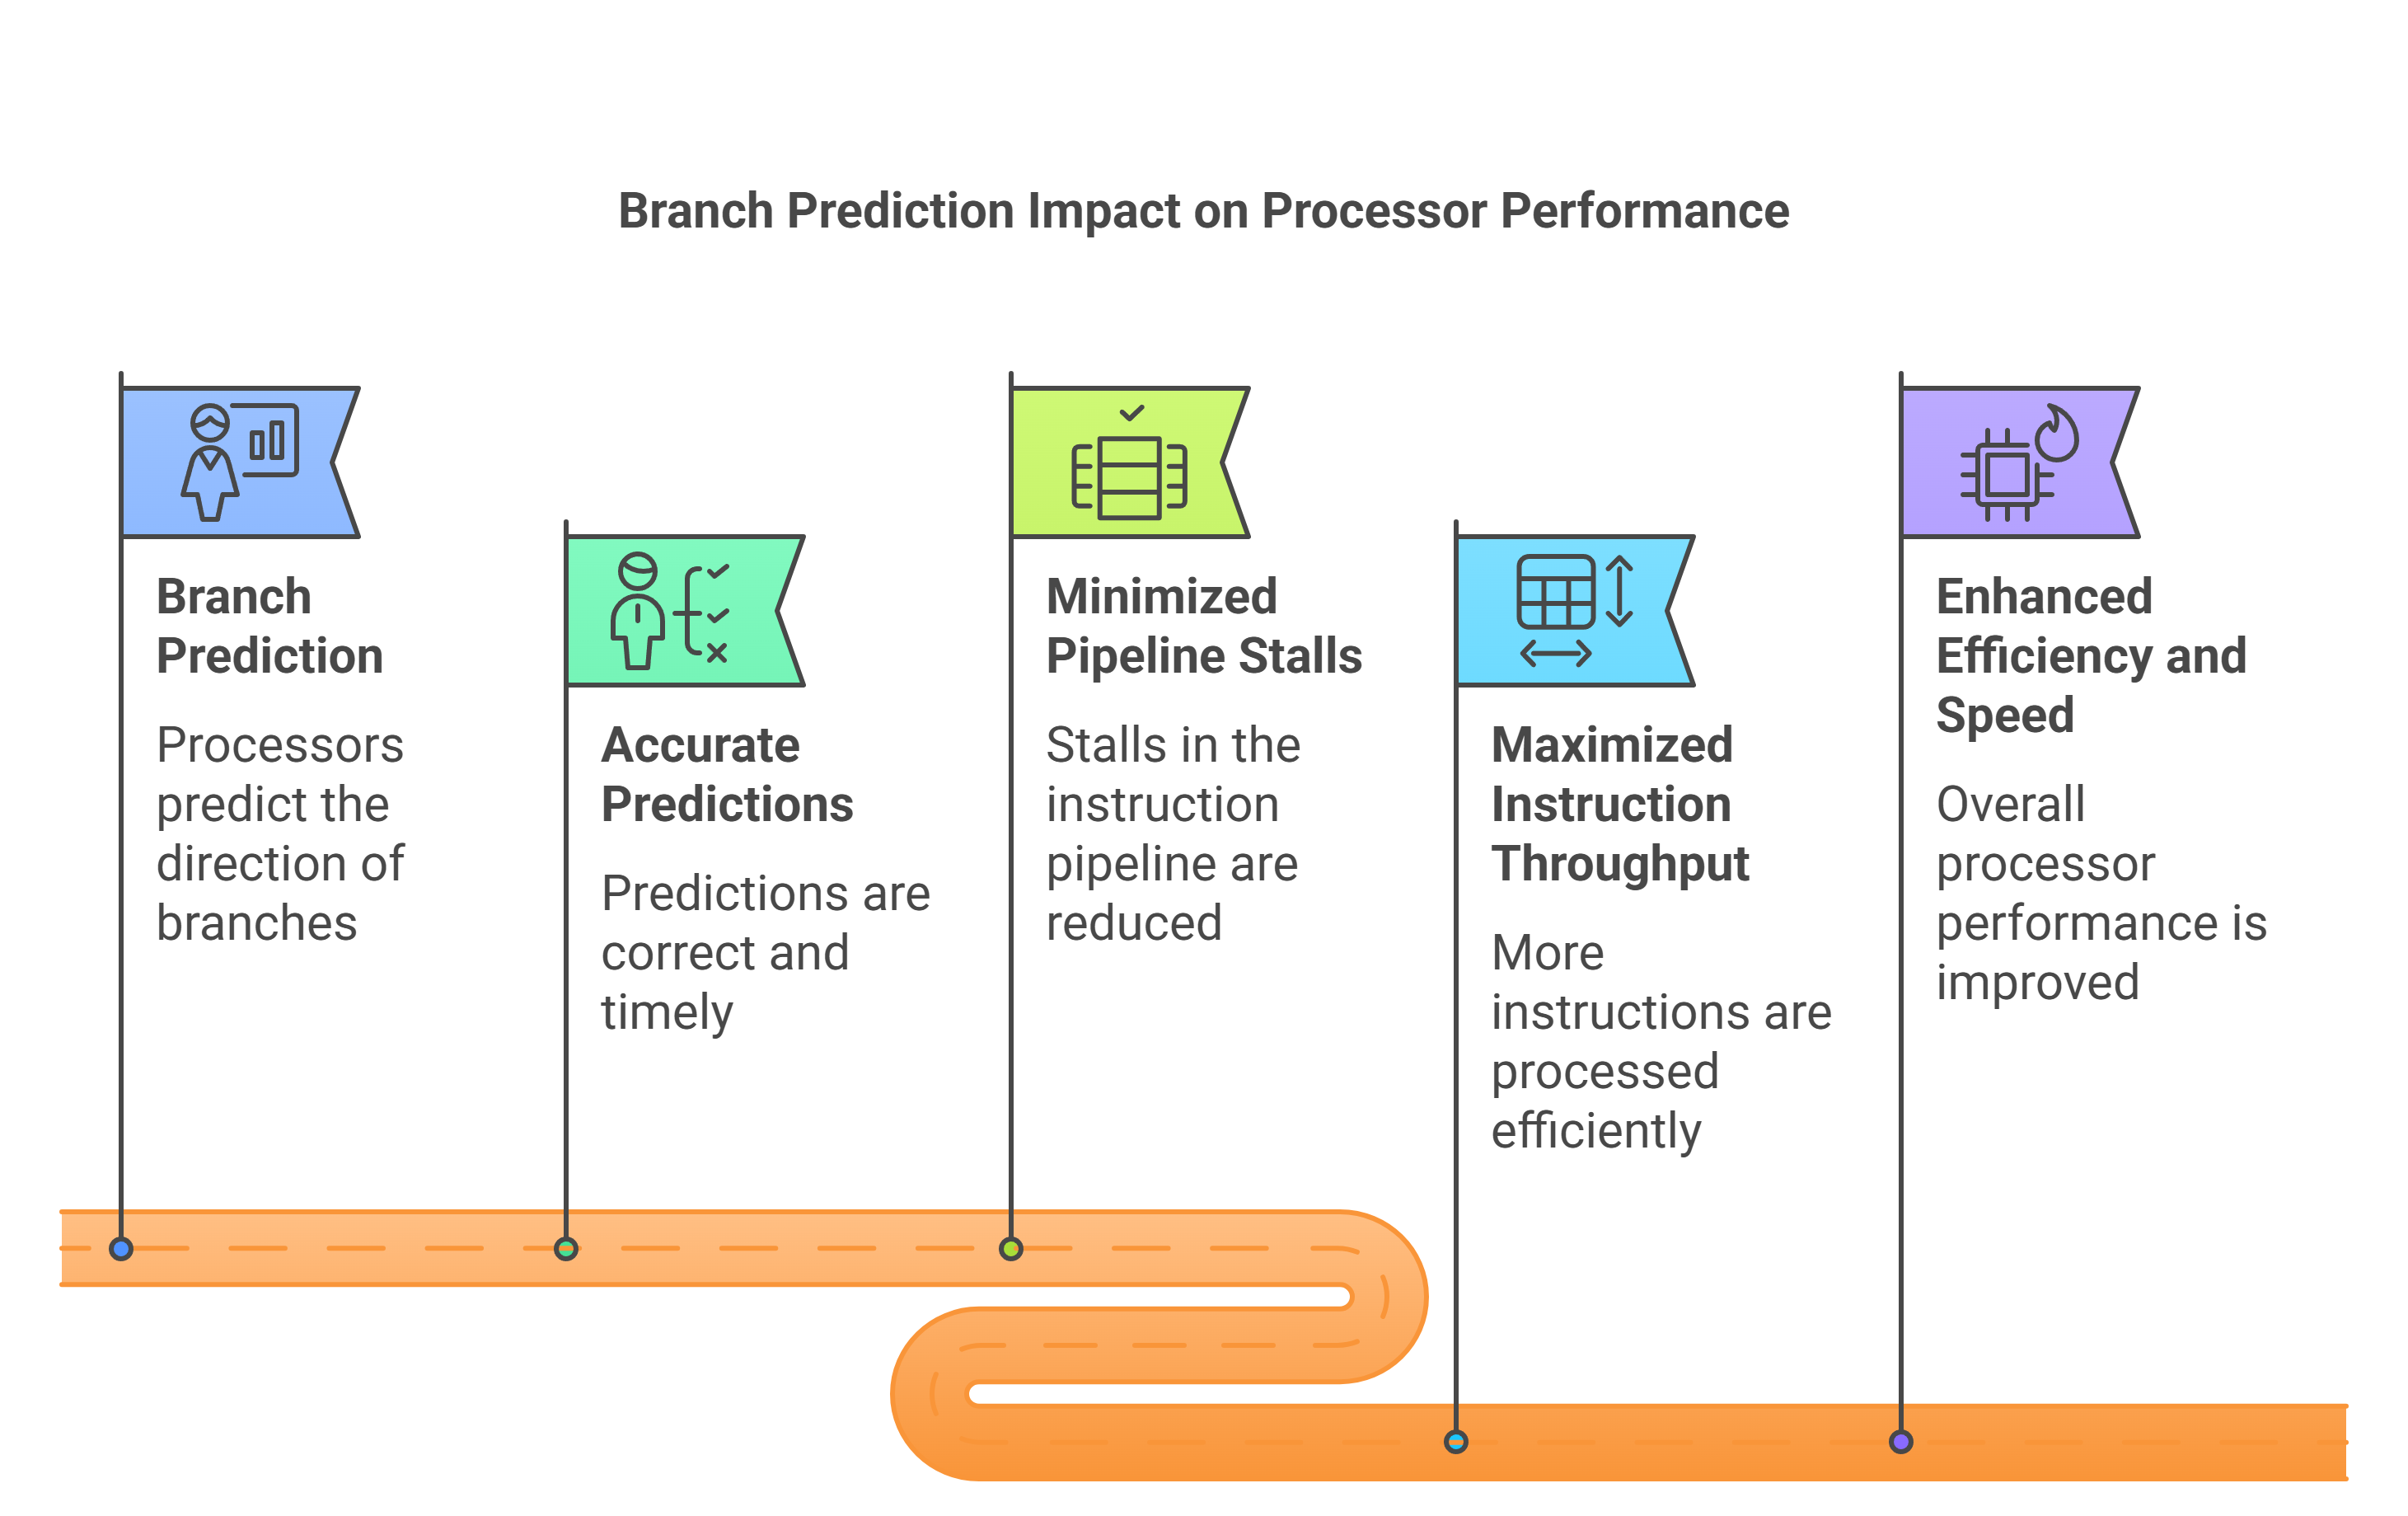 Branch Prediction Impact on Processor Performance
Branch
Prediction
Processors
predict the
direction of
branches
Accurate
Predictions
Predictions are
correct and
timely
Minimized
Pipeline Stalls
Stalls in the
instruction
pipeline are
reduced
Maximized
Instruction
Throughput
More
instructions are
processed
efficiently
Enhanced
Efficiency and
Speed
Overall
processor
performance is
improved